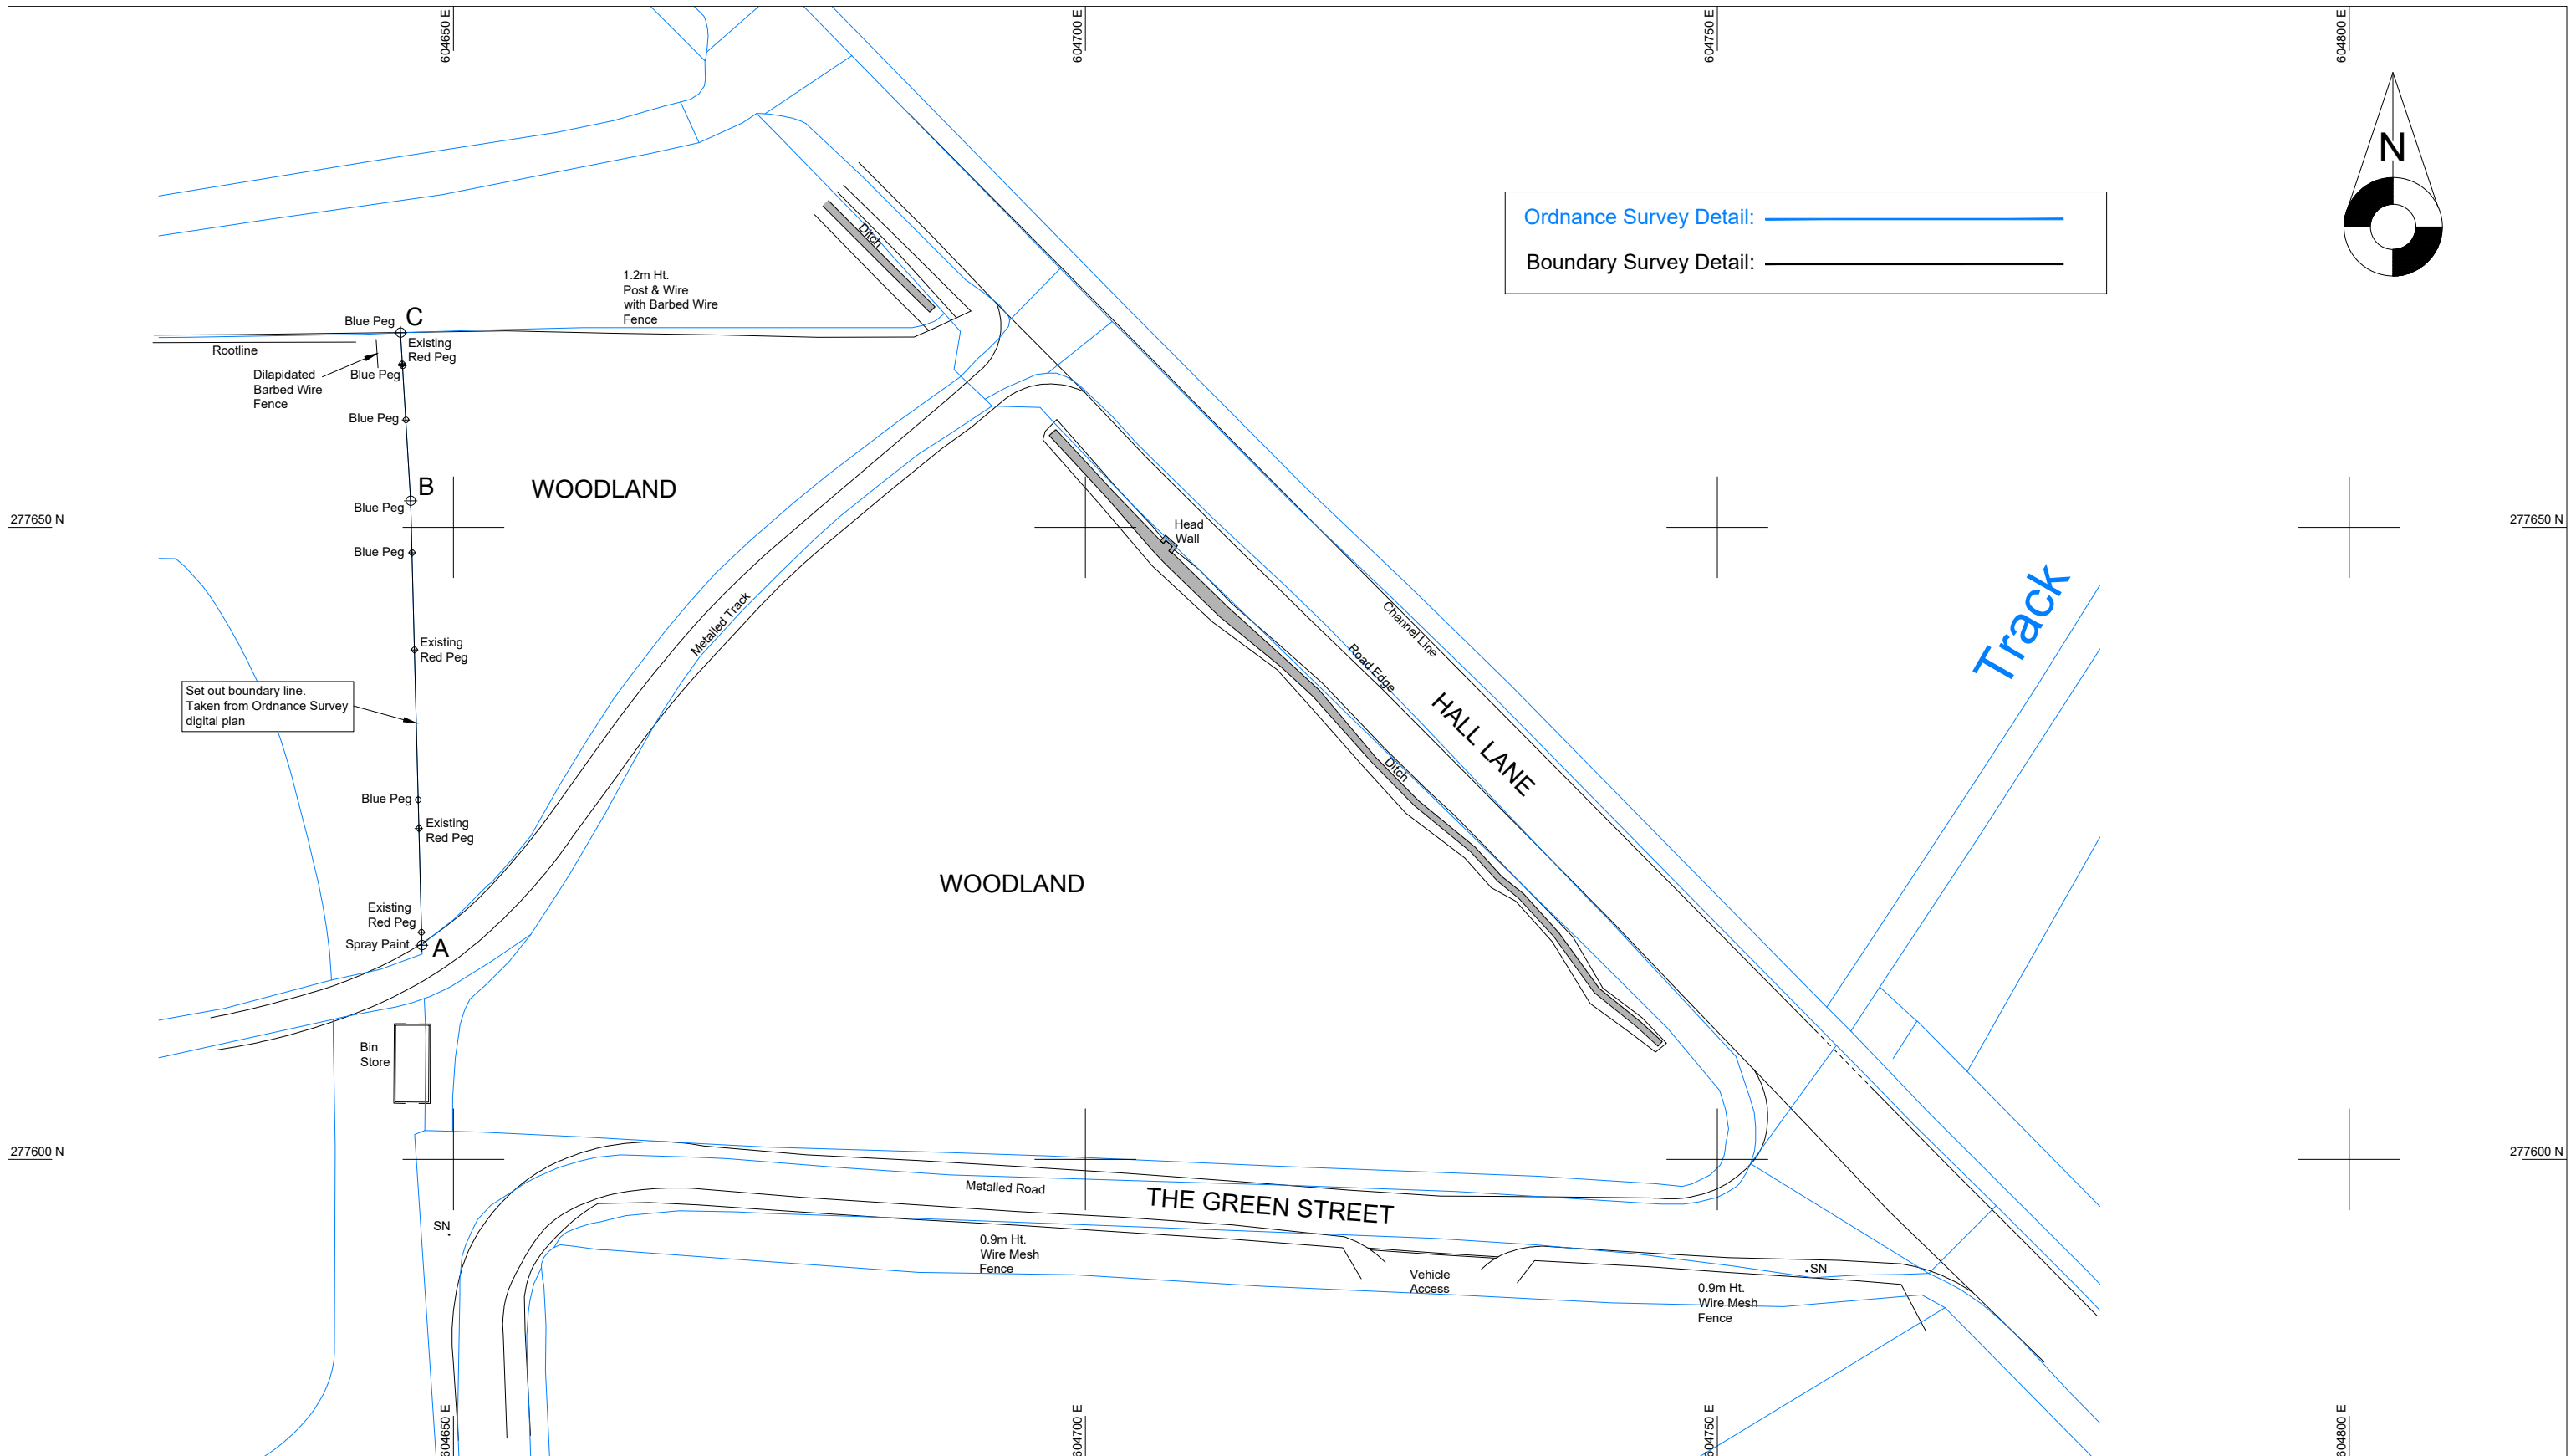 604650 E
604700 E
604750 E
604800 E
N
Ordnance Survey Detail:
Boundary Survey Detail:
Ditch
1.2m Ht.
Post & Wire
with Barbed Wire
Fence
Blue Peg
C
Existing
Red Peg
Rootline
Dilapidated
Barbed Wire
Fence
Blue Peg
Blue Peg
B
Blue Peg
WOODLAND
277650 N
277650 N
Head
Wall
Blue Peg
Metalled Track
Channel Line
Road Edge
Track
Existing
Red Peg
Set out boundary line.
Taken from Ordnance Survey
digital plan
HALL LANE
Ditch
Blue Peg
Existing
Red Peg
WOODLAND
Existing
Red Peg
Spray Paint
A
Bin
Store
277600 N
277600 N
Metalled Road
THE GREEN STREET
SN
0.9m Ht.
Wire Mesh
Fence
Vehicle
Access
SN
0.9m Ht.
Wire Mesh
Fence
604650 E
604700 E
604750 E
604800 E